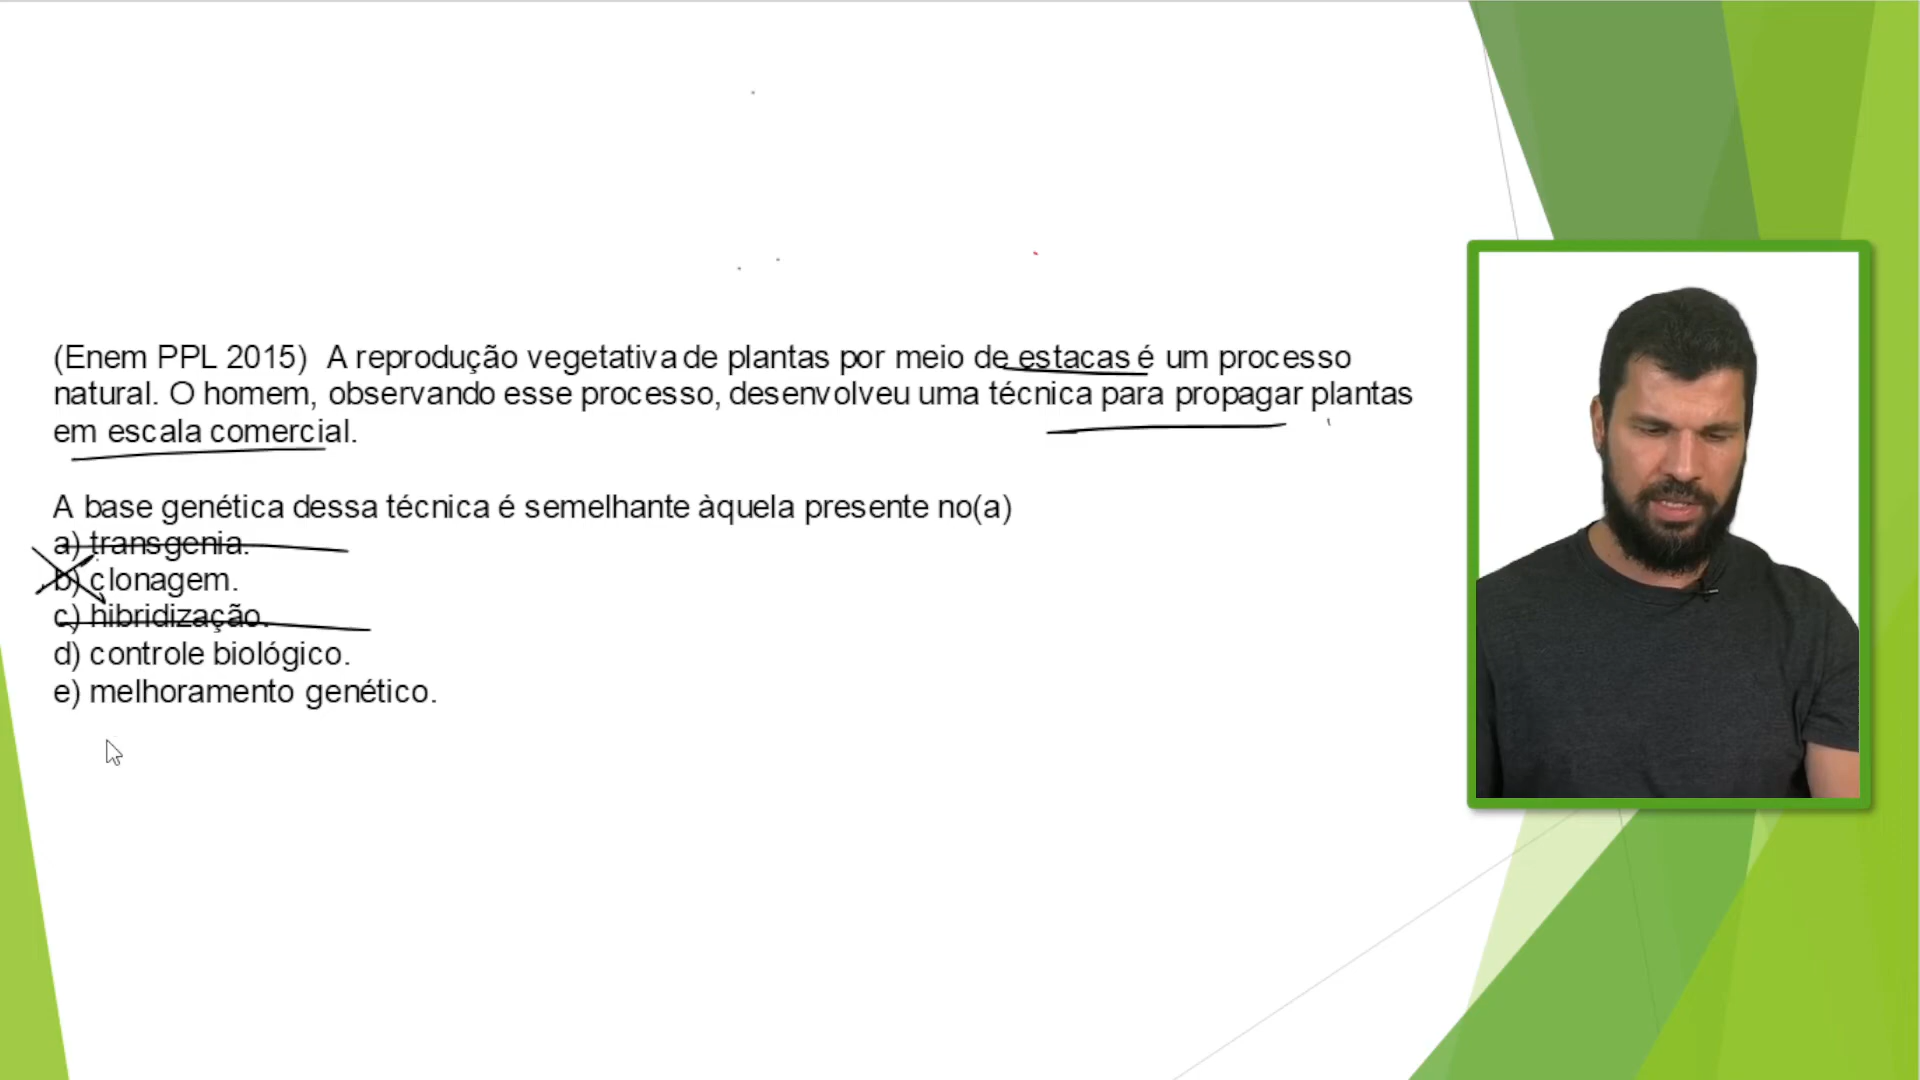 (Enem PPL 2015) A reprodução vegetativa de plantas por meio de estacas é um processo
natural. O homem, observando esse processo, desenvolveu uma técnica para propagar plantas
em escala comercial.
A base genética dessa técnica é semelhante àquela presente no(a)
a) transgenia.
b) clonagem.
c) hibridização.
d) controle biológico.
e) melhoramento genético.